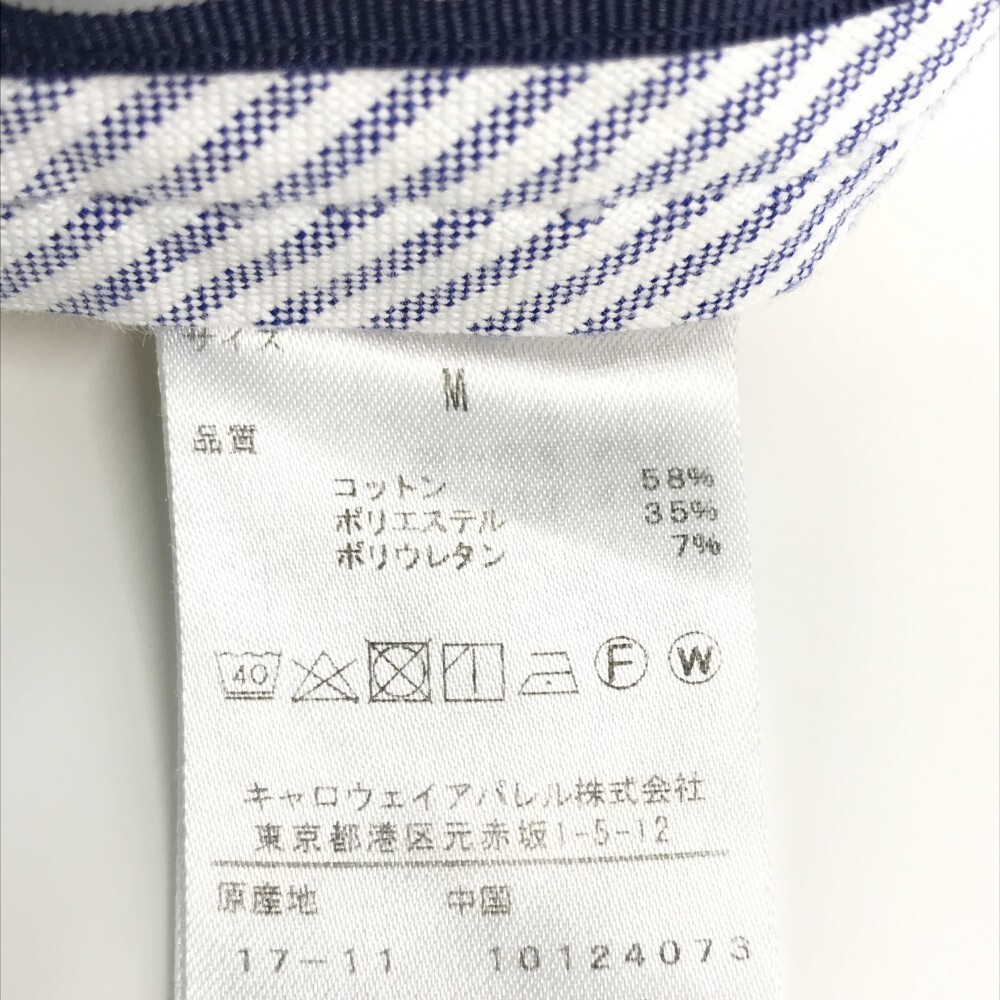 サイズ
M
品質
コットン 58%
ポリエステル 35%
ポリウレタン 7%
40 F W
キャロウェイアパレル株式会社
東京都港区元赤坂1-5-12
原産地 中国
17-11 10124073